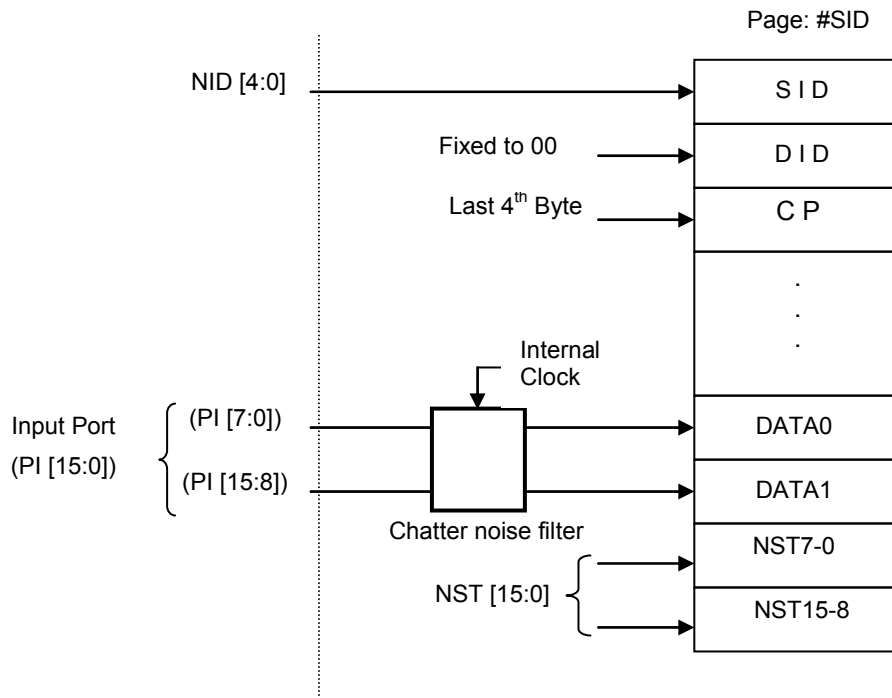 Page: #SID
NID [4:0]
S I D
Fixed to 00
D I D
Last 4th Byte
C P
.
.
.
Internal
Clock
Input Port
(PI [15:0])
(PI [7:0])
DATA0
(PI [15:8])
DATA1
Chatter noise filter
NST7-0
NST [15:0]
NST15-8